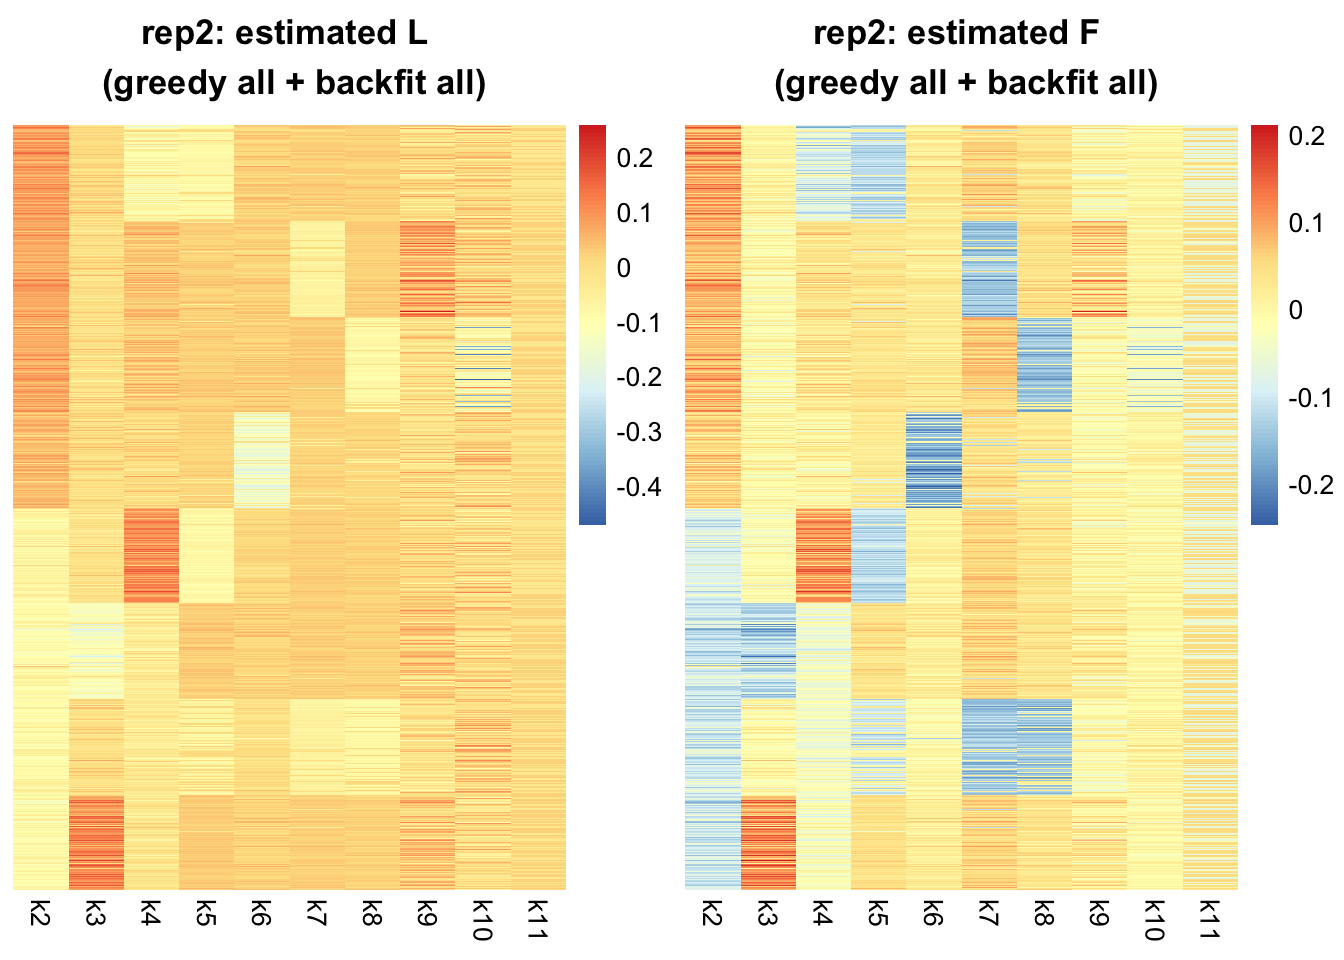 rep2: estimated L
(greedy all + backfit all)
0.2
0.1
0
-0.1
-0.2
-0.3
-0.4
k2 k3 k4 k5 k6 k7 k8 k9 k10 k11
rep2: estimated F
(greedy all + backfit all)
0.2
0.1
0
-0.1
-0.2
k2 k3 k4 k5 k6 k7 k8 k9 k10 k11